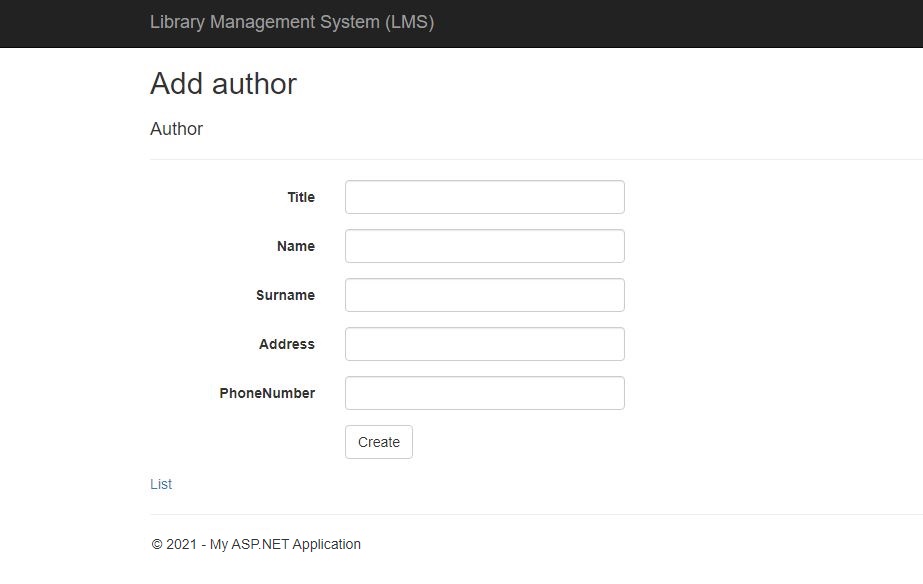 Library Management System (LMS)
Add author
Author
Title
Name
Surname
Address
PhoneNumber
Create
List
© 2021 - My ASP.NET Application